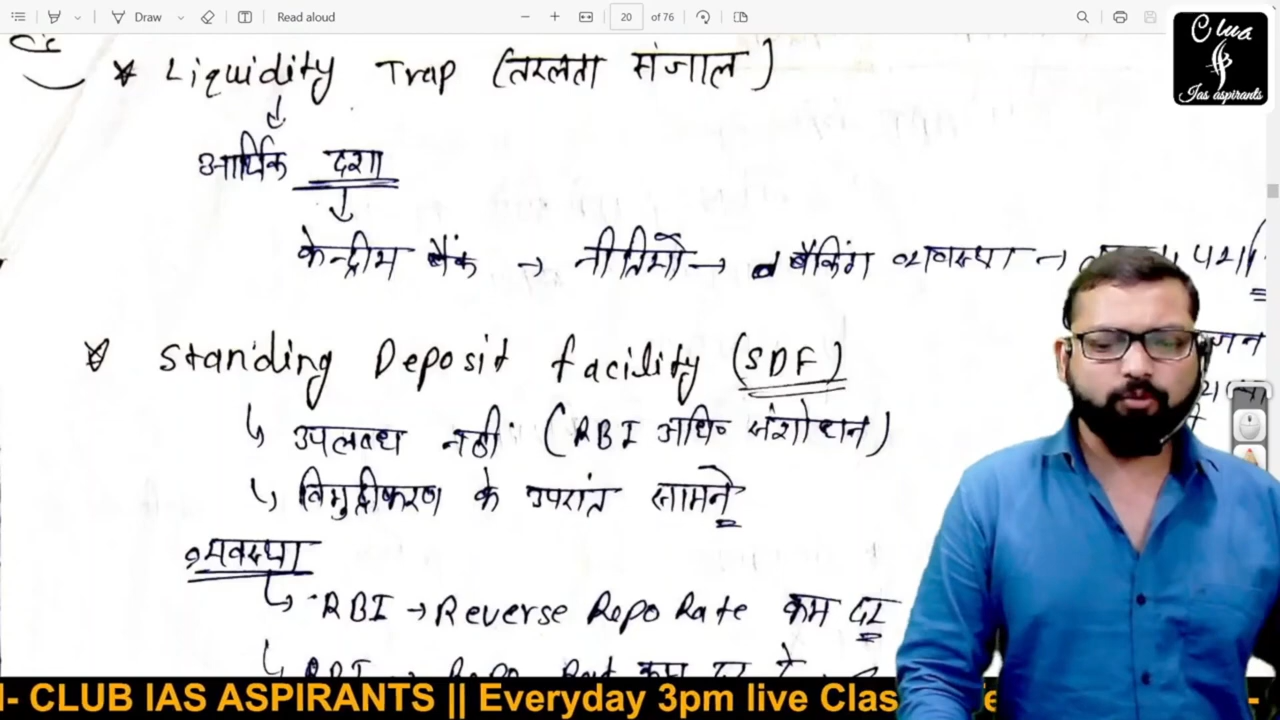 Draw
Read aloud
20 of 76
Club
Ias aspirants
* Liquidity Trap (तरलता संजाल)
आर्थिक दशा
केन्द्रीय बैंक → नीतियों → बैंकिंग व्यवस्था →
* Standing Deposit facility (SDF)
उपलब्ध नहीं (RBI अधि॰ संशोधन)
विमुद्रीकरण के उपरांत सामने
व्यवस्था
RBI → Reverse Repo Rate कम दर
CLUB IAS ASPIRANTS || Everyday 3pm live Clas